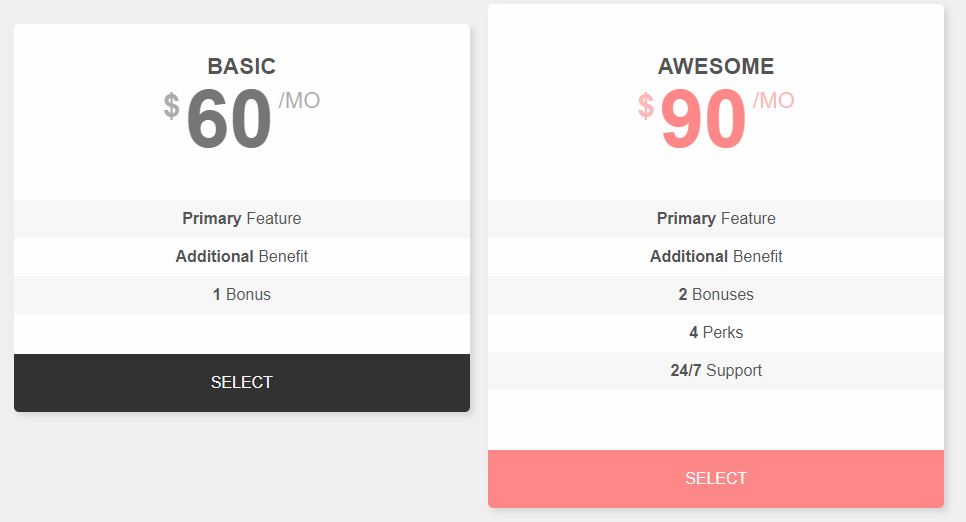 BASIC
$60/MO
Primary Feature
Additional Benefit
1 Bonus
SELECT
AWESOME
$90/MO
Primary Feature
Additional Benefit
2 Bonuses
4 Perks
24/7 Support
SELECT